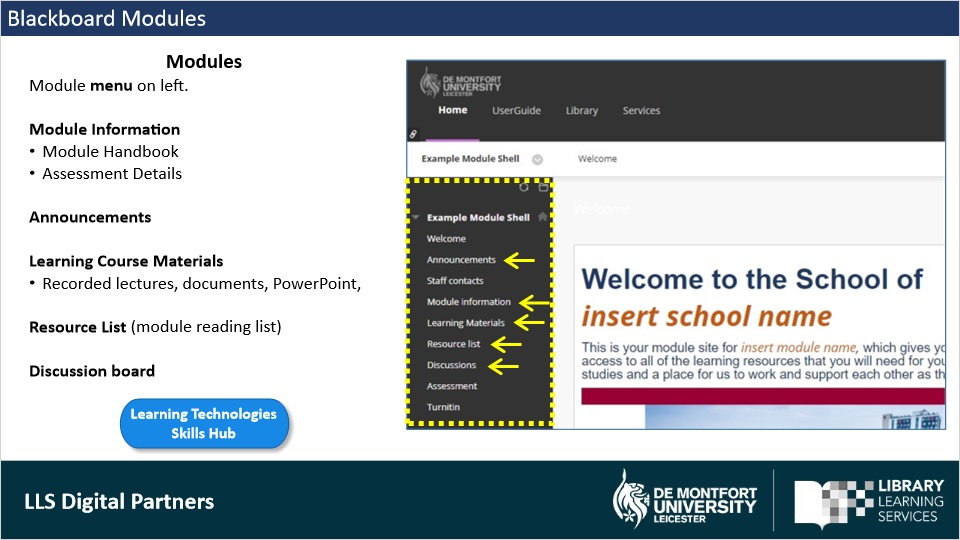 Blackboard Modules
Modules
Module menu on left.
Module Information
• Module Handbook
• Assessment Details
Announcements
Learning Course Materials
• Recorded lectures, documents, PowerPoint,
Resource List (module reading list)
Discussion board
Learning Technologies
Skills Hub
DE MONTFORT
UNIVERSITY
LEICESTER
Home UserGuide Library Services
Example Module Shell Welcome
Example Module Shell
Welcome
Announcements
Staff contacts
Module information
Learning Materials
Resource list
Discussions
Assessment
Turnitin
Welcome
Welcome to the School of
insert school name
This is your module site for insert module name, which gives yo
access to all of the learning resources that you will need for you
studies and a place for us to work and support each other as th
LLS Digital Partners
DE MONTFORT
UNIVERSITY
LEICESTER
LIBRARY
LEARNING
SERVICES